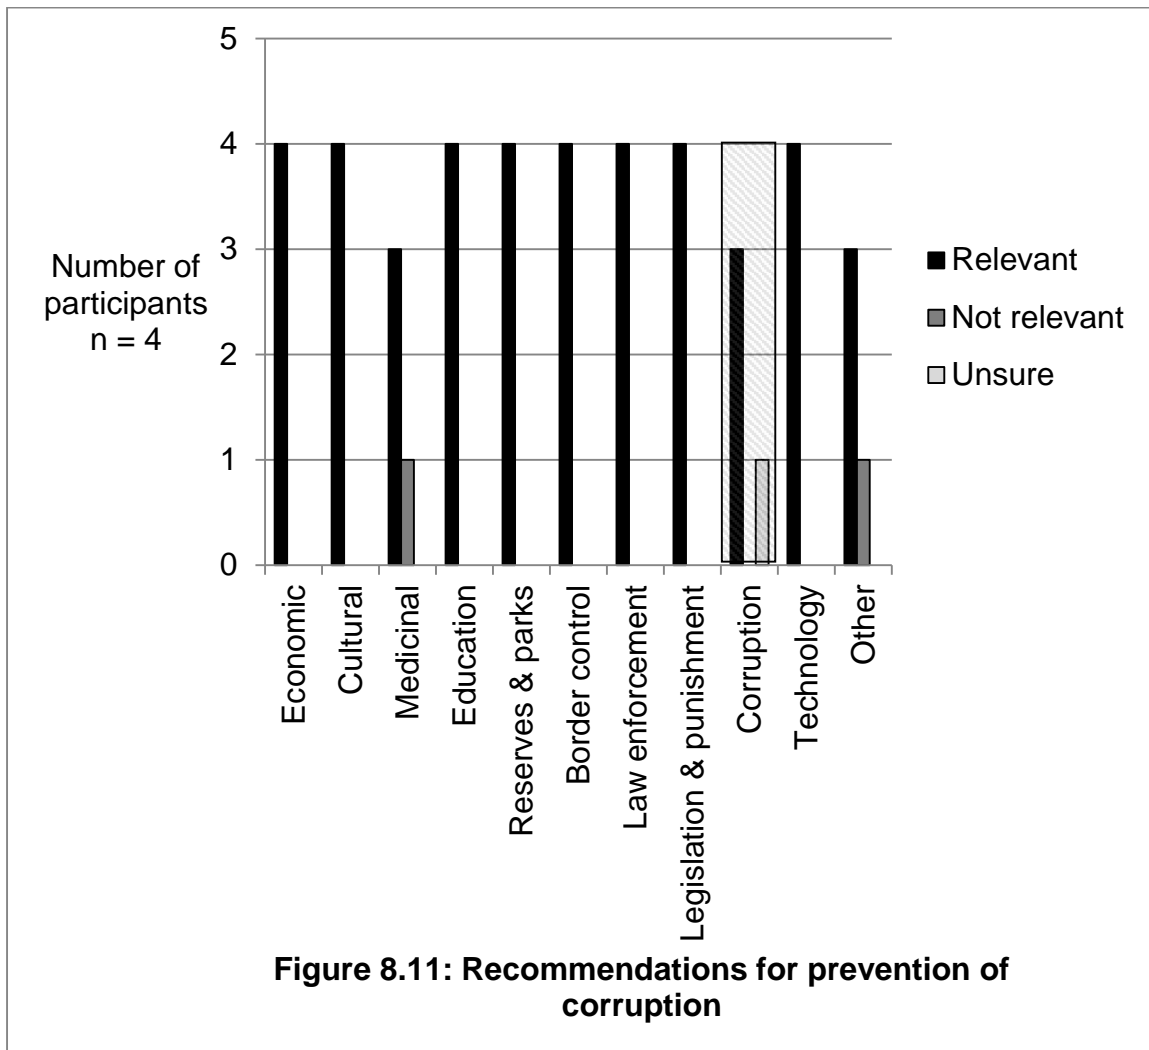 5
4
3
2
1
0
Number of
participants
n = 4
Relevant
Not relevant
Unsure
Economic
Cultural
Medicinal
Education
Reserves & parks
Border control
Law enforcement
Legislation & punishment
Corruption
Technology
Other
Figure 8.11: Recommendations for prevention of
corruption